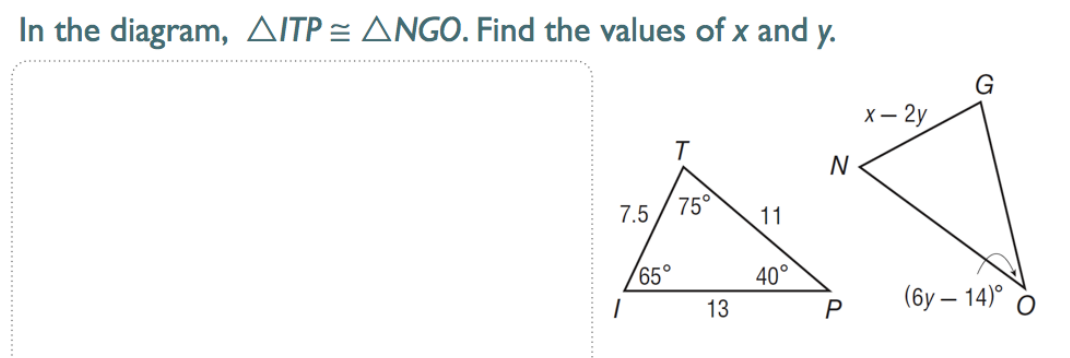 In the diagram, △ITP ≅ △NGO. Find the values of x and y.
G
x – 2y
T
N
7.5
75°
11
65°
40°
(6y – 14)°
I
13
P
O